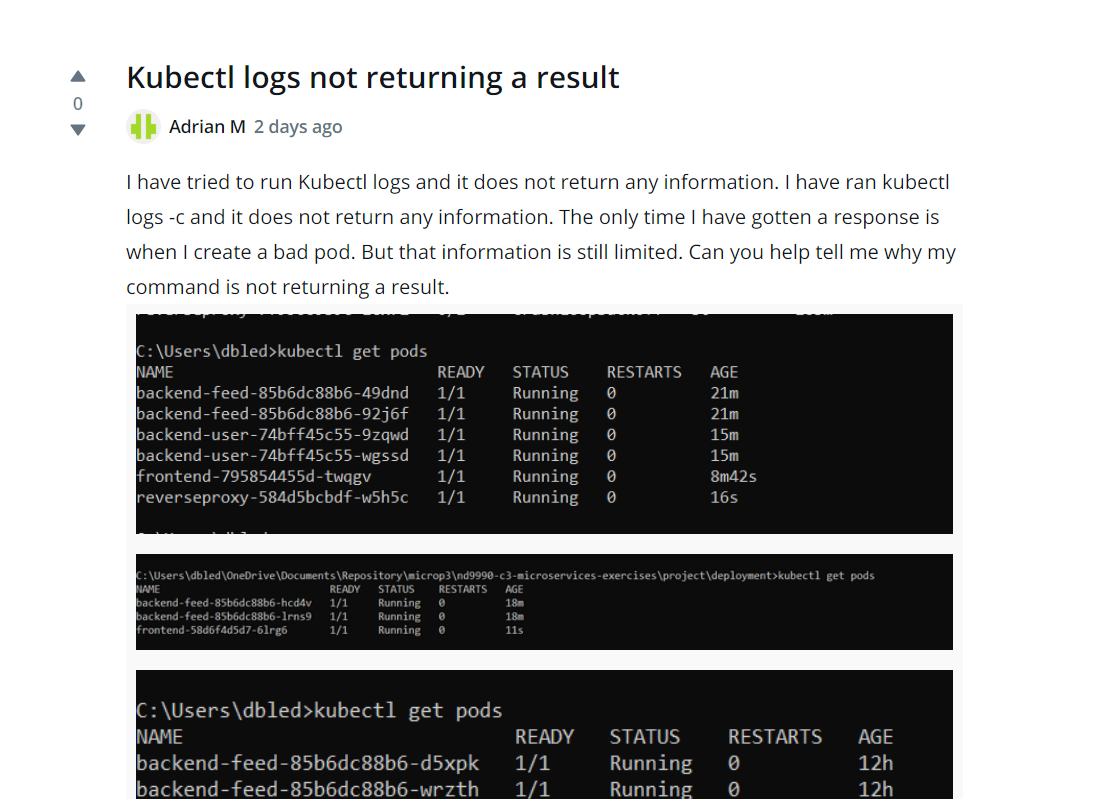 Kubectl logs not returning a result
0
Adrian M 2 days ago
I have tried to run Kubectl logs and it does not return any information. I have ran kubectl
logs -c and it does not return any information. The only time I have gotten a response is
when I create a bad pod. But that information is still limited. Can you help tell me why my
command is not returning a result.
C:\Users\dbled>kubectl get pods
NAME READY STATUS RESTARTS AGE
backend-feed-85b6dc88b6-49dnd 1/1 Running 0 21m
backend-feed-85b6dc88b6-92j6f 1/1 Running 0 21m
backend-user-74bff45c55-9zqwd 1/1 Running 0 15m
backend-user-74bff45c55-wgssd 1/1 Running 0 15m
frontend-795854455d-twqgv 1/1 Running 0 8m42s
reverseproxy-584d5bcbdf-w5h5c 1/1 Running 0 16s
C:\Users\dbled\OneDrive\Documents\Repository\microp3\nd9990-c3-microservices-exercises\project\deployment>kubectl get pods
NAME READY STATUS RESTARTS AGE
backend-feed-85b6dc88b6-hcd4v 1/1 Running 0 18m
backend-feed-85b6dc88b6-lrns9 1/1 Running 0 18m
frontend-58d6f4d5d7-6lrg6 1/1 Running 0 11s
C:\Users\dbled>kubectl get pods
NAME READY STATUS RESTARTS AGE
backend-feed-85b6dc88b6-d5xpk 1/1 Running 0 12h
backend-feed-85b6dc88b6-wrzth 1/1 Running 0 12h